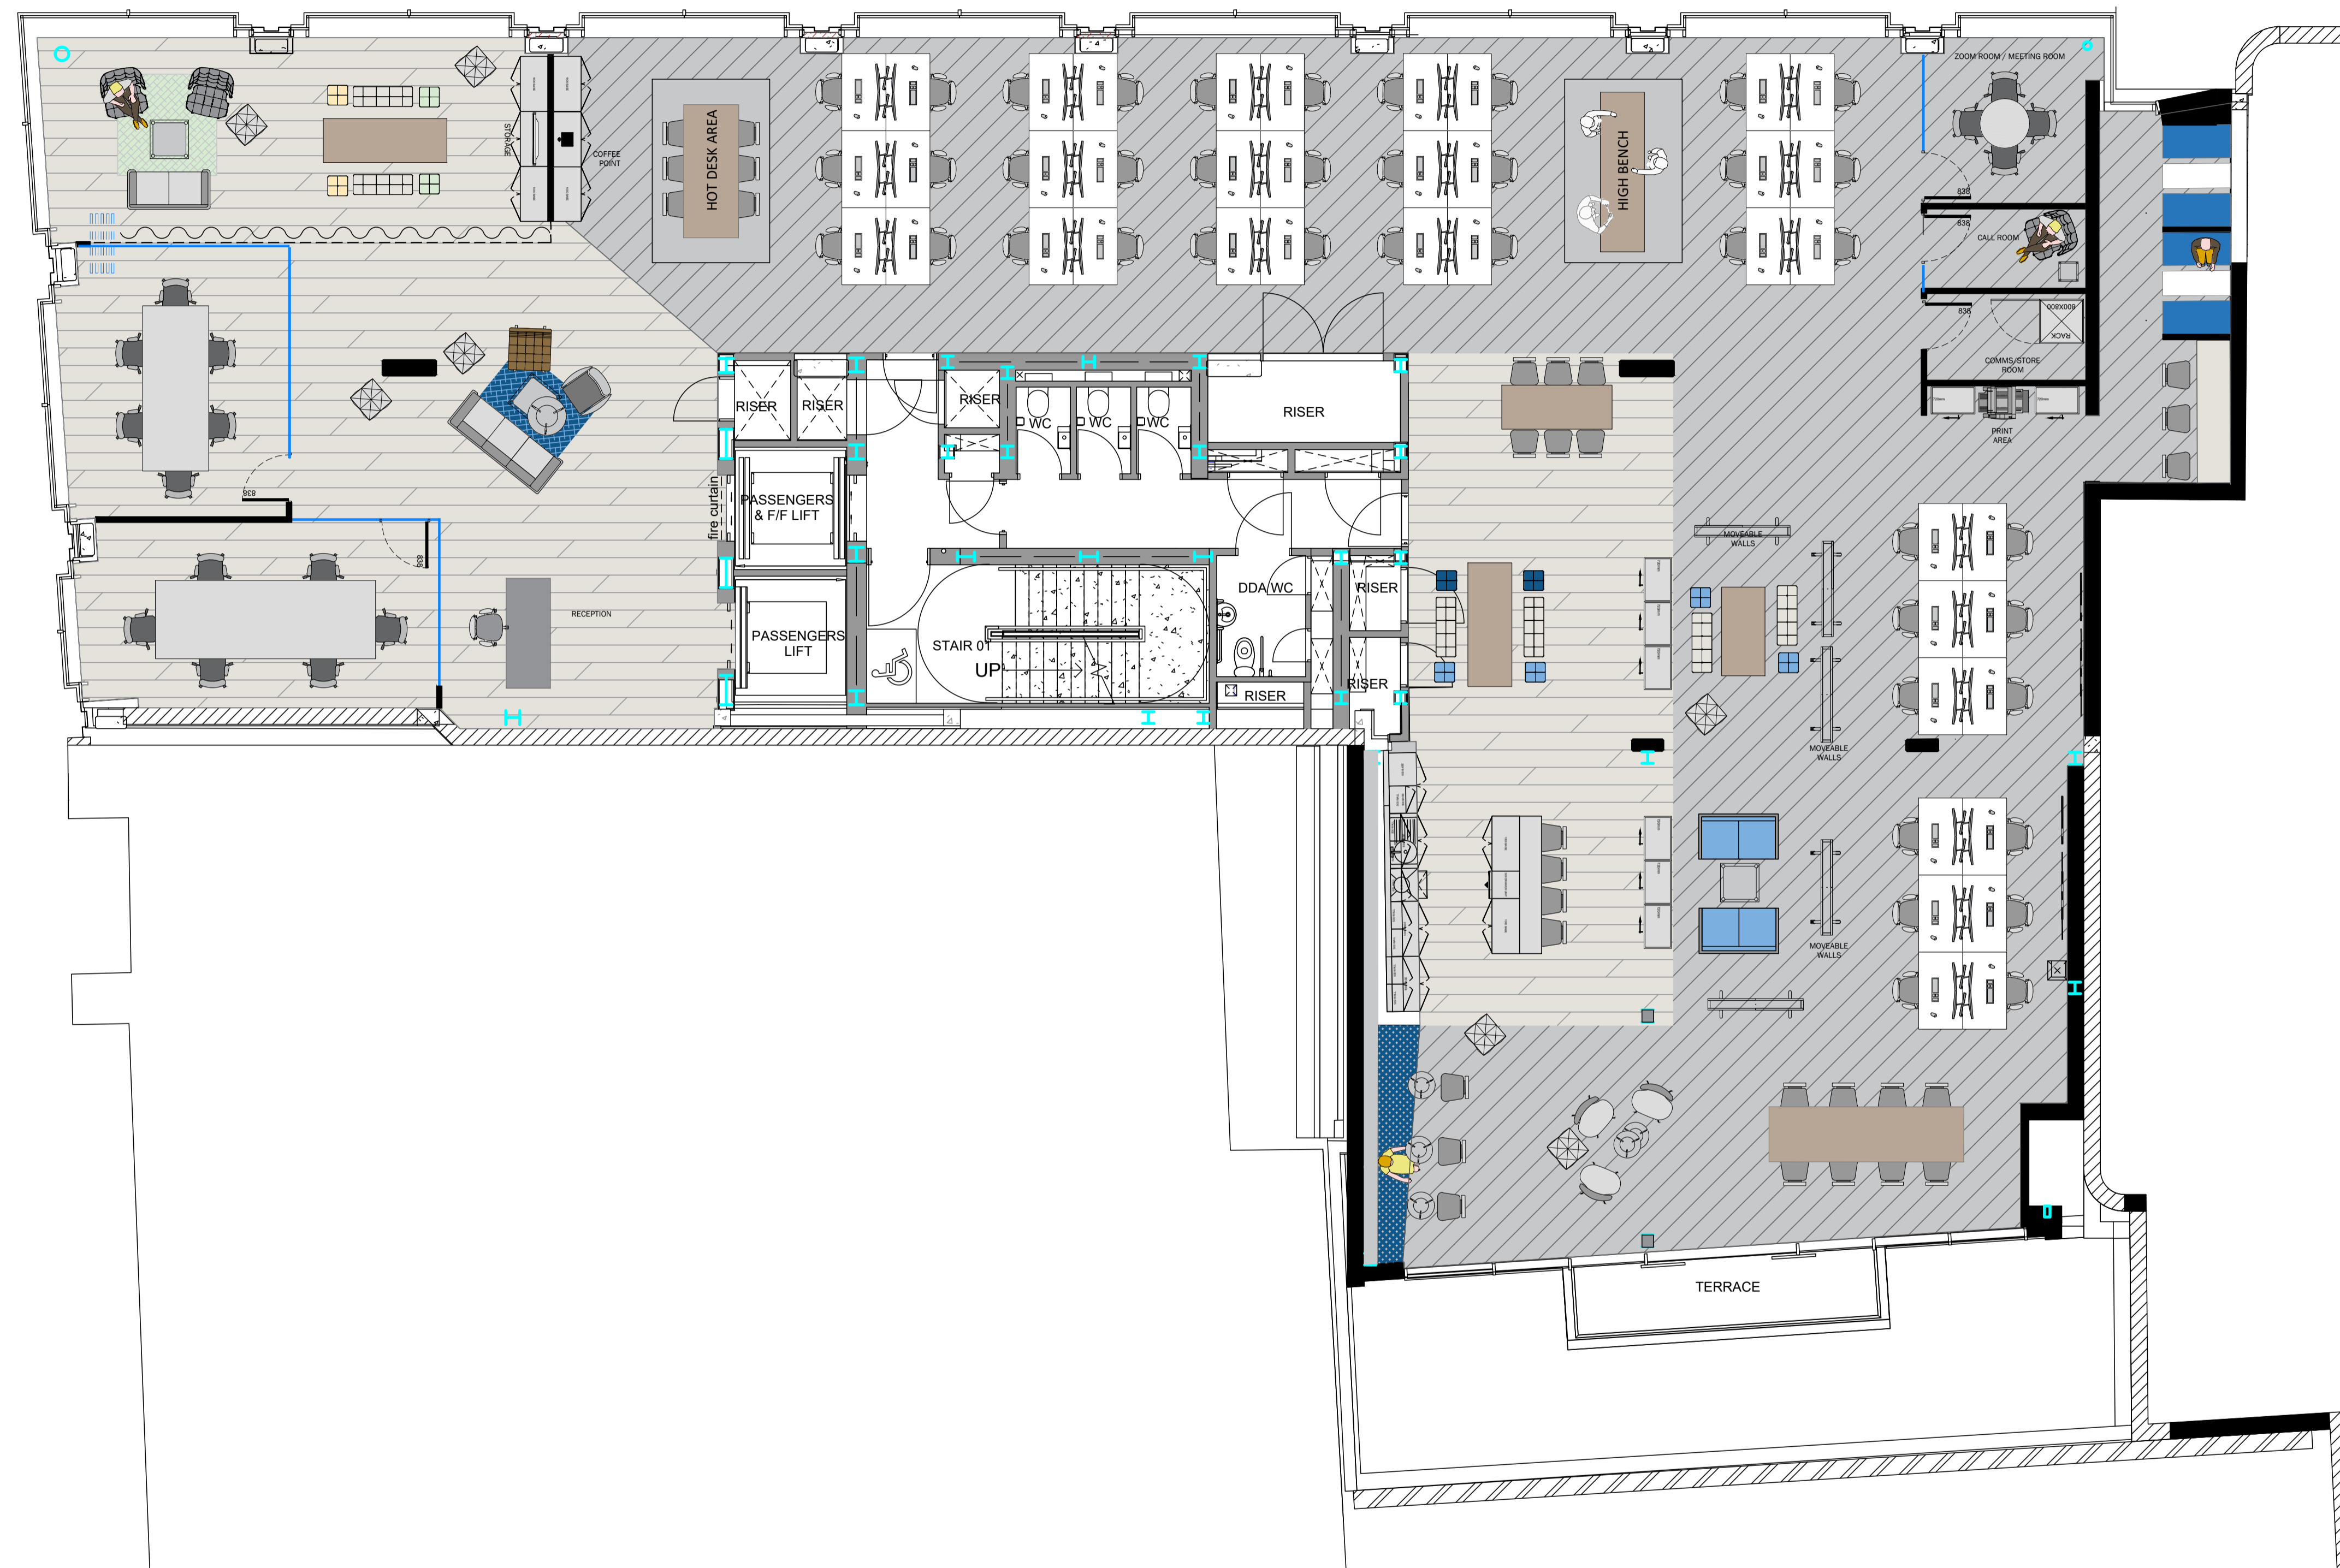 ZOOM ROOM / MEETING ROOM
STORAGE
COFFEE
POINT
HOT DESK AREA
HIGH BENCH
838
838
CALL ROOM
838
800X800
RACK
COMMS/STORE
ROOM
PRINT
AREA
RISER
RISER
RISER
WC
WC
WC
RISER
838
fire curtain
PASSENGERS
& F/F LIFT
MOVEABLE
WALLS
838
RECEPTION
PASSENGERS
LIFT
STAIR 01
UP
DDA WC
RISER
RISER
RISER
MOVEABLE
WALLS
MOVEABLE
WALLS
TERRACE